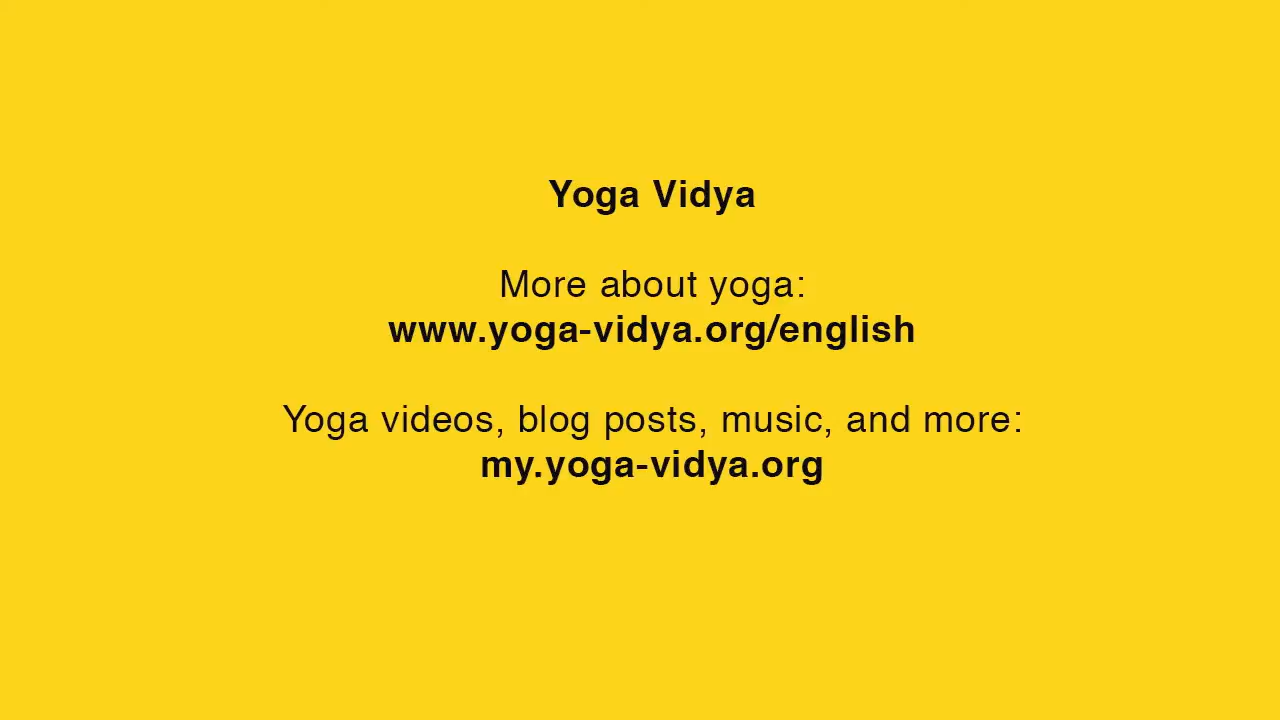 Yoga Vidya
More about yoga:
www.yoga-vidya.org/english
Yoga videos, blog posts, music, and more:
my.yoga-vidya.org